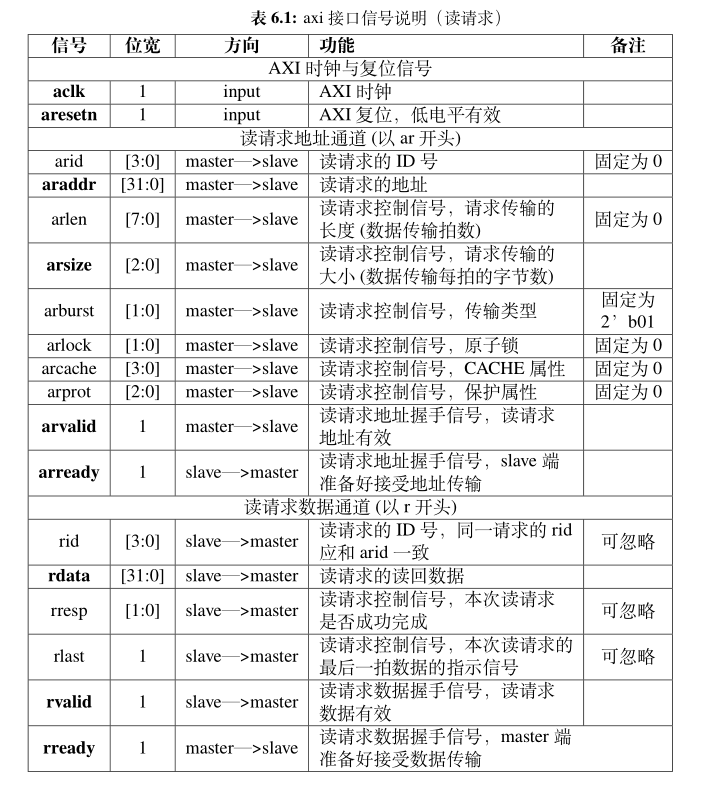 表 6.1: axi 接口信号说明（读请求）
信号 位宽 方向 功能 备注
AXI 时钟与复位信号
aclk 1 input AXI 时钟
aresetn 1 input AXI 复位，低电平有效
读请求地址通道 (以 ar 开头)
arid [3:0] master—>slave 读请求的 ID 号 固定为 0
araddr [31:0] master—>slave 读请求的地址
arlen [7:0] master—>slave 读请求控制信号，请求传输的
长度 (数据传输拍数) 固定为 0
arsize [2:0] master—>slave 读请求控制信号，请求传输的
大小 (数据传输每拍的字节数)
arburst [1:0] master—>slave 读请求控制信号，传输类型 固定为
2’b01
arlock [1:0] master—>slave 读请求控制信号，原子锁 固定为 0
arcache [3:0] master—>slave 读请求控制信号，CACHE 属性 固定为 0
arprot [2:0] master—>slave 读请求控制信号，保护属性 固定为 0
arvalid 1 master—>slave 读请求地址握手信号，读请求
地址有效
arready 1 slave—>master 读请求地址握手信号，slave 端
准备好接受地址传输
读请求数据通道 (以 r 开头)
rid [3:0] slave—>master 读请求的 ID 号，同一请求的 rid
应和 arid 一致 可忽略
rdata [31:0] slave—>master 读请求的读回数据
rresp [1:0] slave—>master 读请求控制信号，本次读请求
是否成功完成 可忽略
rlast 1 slave—>master 读请求控制信号，本次读请求的
最后一拍数据的指示信号 可忽略
rvalid 1 slave—>master 读请求数据握手信号，读请求
数据有效
rready 1 master—>slave 读请求数据握手信号，master 端
准备好接受数据传输